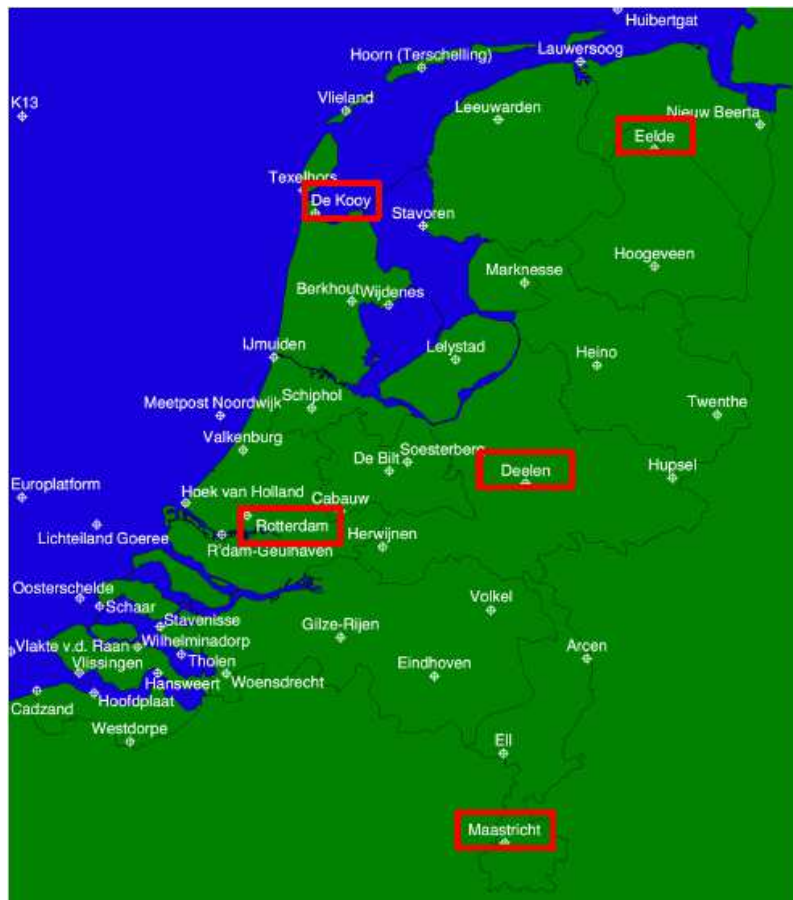 Huibertgat
Lauwersoog
Hoorn (Terschelling)
K13
Vlieland
Leeuwarden
Nieuw Beerta
Eelde
Texelhors
De Kooy
Stavoren
Hoogeveen
Marknesse
Berkhout
Wijdenes
IJmuiden
Lelystad
Heino
Schiphol
Meetpost Noordwijk
Twenthe
Valkenburg
Soesterberg
De Bilt
Deelen
Hupsel
Europlatform
Hoek van Holland
Cabauw
Rotterdam
Lichteiland Goeree
Herwijnen
R'dam-Geulhaven
Oosterschelde
Schaar
Volkel
Stavenisse
Gilze-Rijen
Vlakte v.d. Raan
Wilhelminadorp
Arcen
Vlissingen
Tholen
Eindhoven
Hansweert
Woensdrecht
Hoofdplaat
Cadzand
Westdorpe
Ell
Maastricht